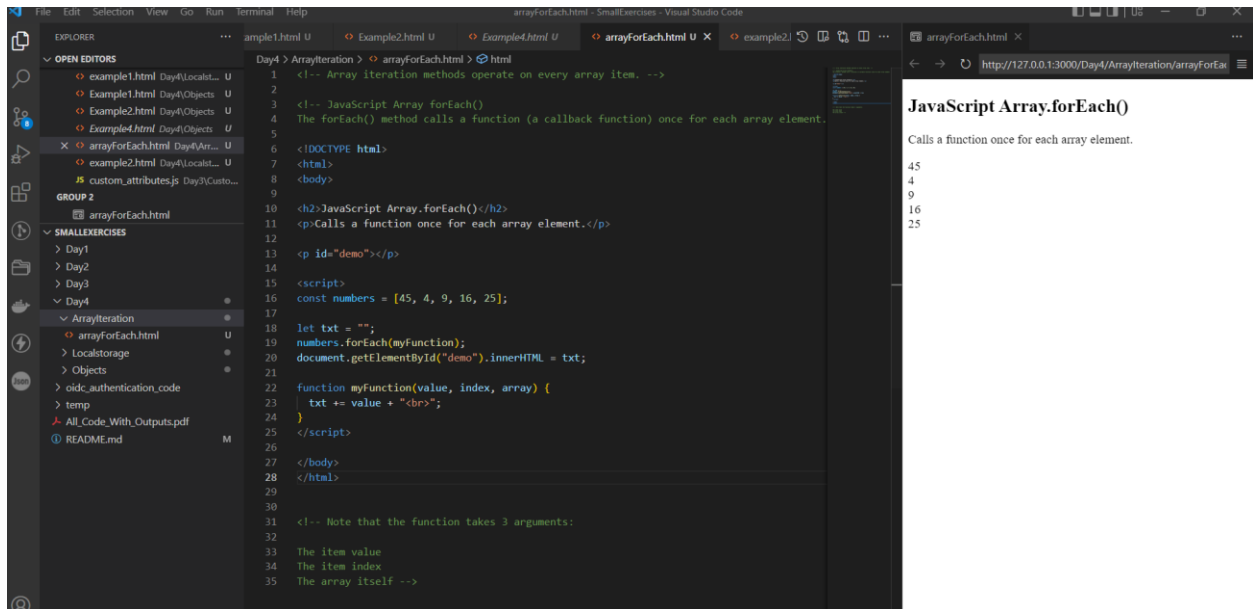 File Edit Selection View Go Run Terminal Help
arrayForEach.html - SmallExercises - Visual Studio Code
EXPLORER
OPEN EDITORS
example1.html Day4\Localst... U
Example1.html Day4\Objects U
Example2.html Day4\Objects U
Example4.html Day4\Objects U
arrayForEach.html Day4\Arr... U
example2.html Day4\Localst... U
JS custom_attributes.js Day3\Custo...
GROUP 2
arrayForEach.html
SMALLEXERCISES
Day1
Day2
Day3
Day4
ArrayIteration
arrayForEach.html U
Localstorage
Objects
oidc_authentication_code
temp
All_Code_With_Outputs.pdf
README.md M
8
Json
ample1.html U Example2.html U Example4.html U arrayForEach.html U example2.l
Day4 > ArrayIteration > arrayForEach.html > html
1 <!-- Array iteration methods operate on every array item. -->
2
3 <!-- JavaScript Array forEach()
4 The forEach() method calls a function (a callback function) once for each array element.
5
6 <!DOCTYPE html>
7 <html>
8 <body>
9
10 <h2>JavaScript Array.forEach()</h2>
11 <p>Calls a function once for each array element.</p>
12
13 <p id="demo"></p>
14
15 <script>
16 const numbers = [45, 4, 9, 16, 25];
17
18 let txt = "";
19 numbers.forEach(myFunction);
20 document.getElementById("demo").innerHTML = txt;
21
22 function myFunction(value, index, array) {
23 txt += value + "<br>";
24 }
25 </script>
26
27 </body>
28 </html>
29
30
31 <!-- Note that the function takes 3 arguments:
32
33 The item value
34 The item index
35 The array itself -->
arrayForEach.html
http://127.0.0.1:3000/Day4/ArrayIteration/arrayForEac
JavaScript Array.forEach()
Calls a function once for each array element.
45
4
9
16
25